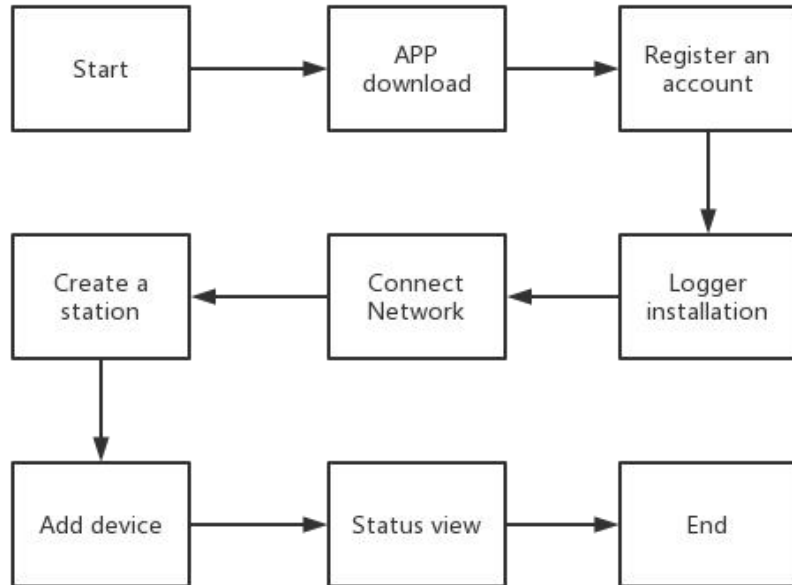 Start
APP
download
Register an
account
Logger
installation
Connect
Network
Create a
station
Add device
Status view
End